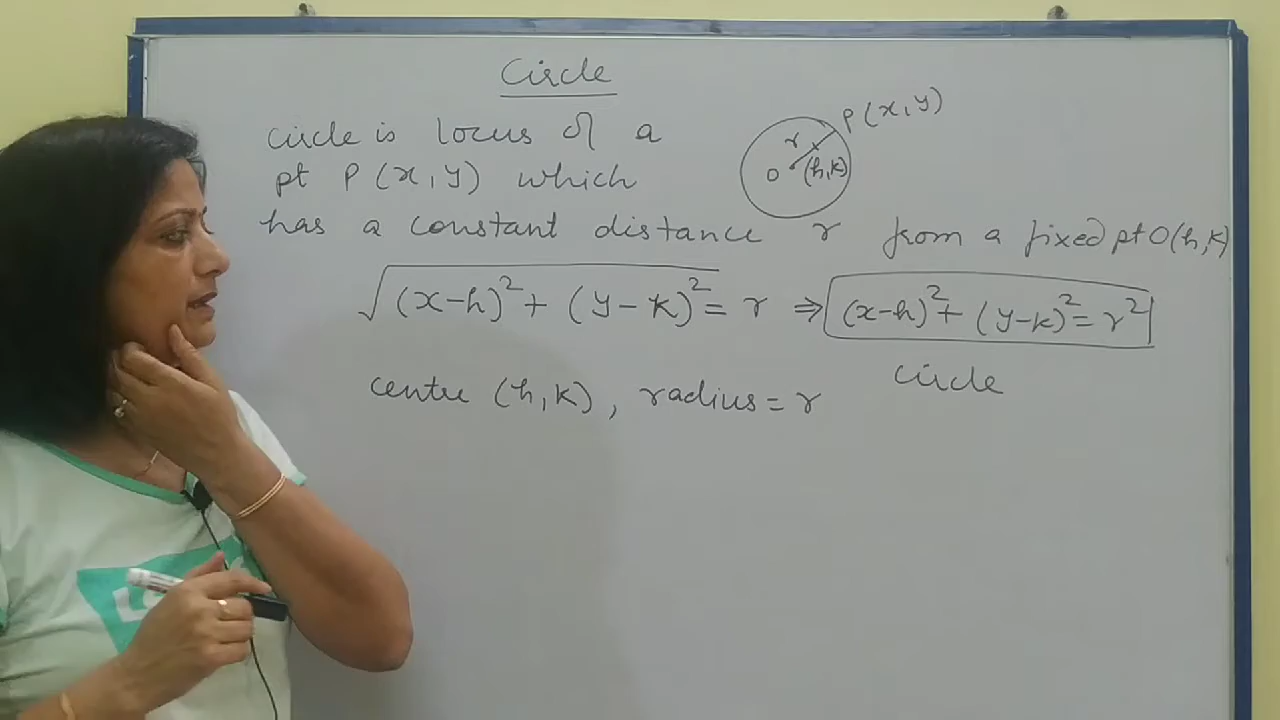 Circle
circle is locus of a
pt P(x,y) which
has a constant distance r from a fixed pt O(h,k)
P(x,y)
r
O (h,k)
√(x-h)²+(y-k)² = r ⇒ (x-h)²+(y-k)²=r²
centre (h,k), radius=r
circle